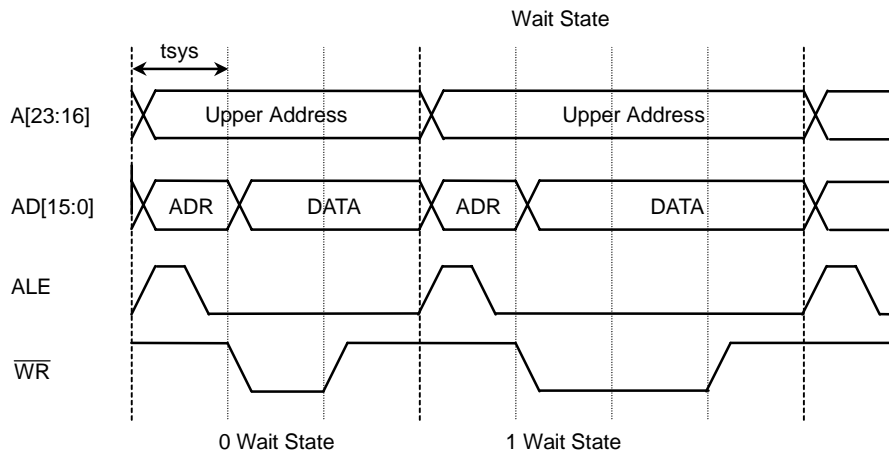 Wait State
tsys
A[23:16]
Upper Address
Upper Address
AD[15:0]
ADR
DATA
ADR
DATA
ALE
WR
0 Wait State
1 Wait State